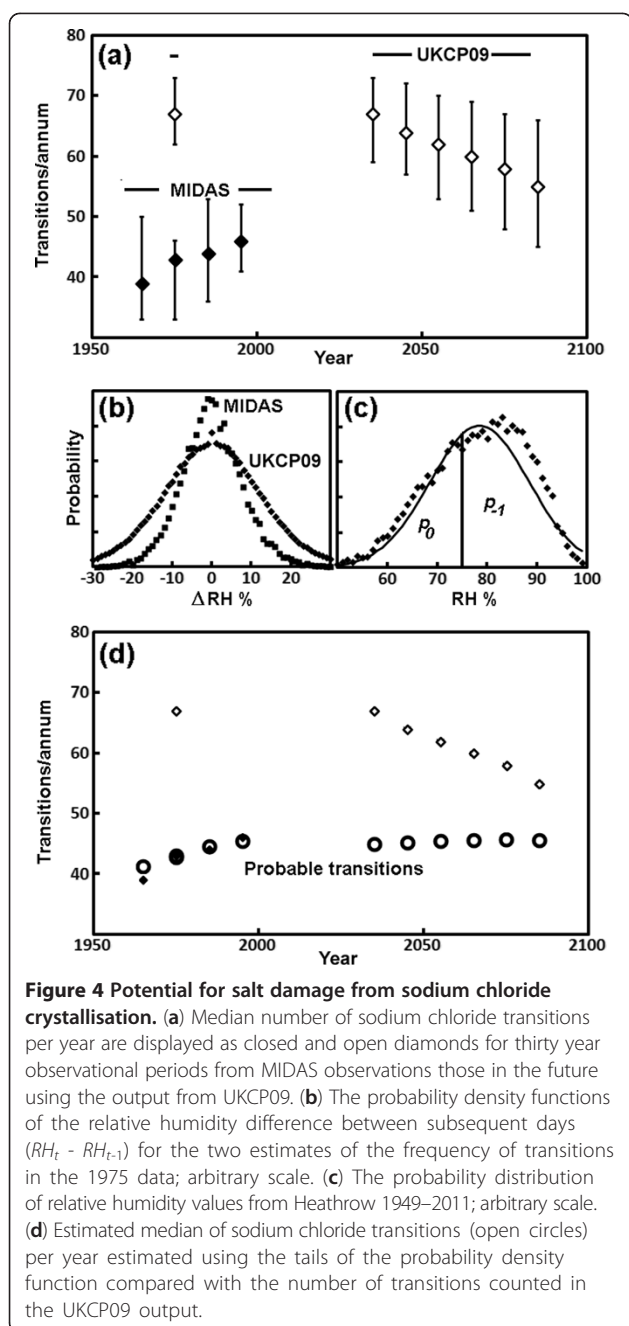 (a)
80
70
60
50
40
Transitions/annum
UKCP09
MIDAS
1950
2000
2050
2100
Year
(b)
MIDAS
UKCP09
Probability
-30 -20 -10 0 10 20
Δ RH %
(c)
p0
p-1
60 70 80 90 100
RH %
(d)
80
70
60
50
40
Transitions/annum
Probable transitions
1950
2000
2050
2100
Year
Figure 4 Potential for salt damage from sodium chloride
crystallisation. (a) Median number of sodium chloride transitions
per year are displayed as closed and open diamonds for thirty year
observational periods from MIDAS observations those in the future
using the output from UKCP09. (b) The probability density functions
of the relative humidity difference between subsequent days
(RHt - RHt-1) for the two estimates of the frequency of transitions
in the 1975 data; arbitrary scale. (c) The probability distribution
of relative humidity values from Heathrow 1949–2011; arbitrary scale.
(d) Estimated median of sodium chloride transitions (open circles)
per year estimated using the tails of the probability density
function compared with the number of transitions counted in
the UKCP09 output.